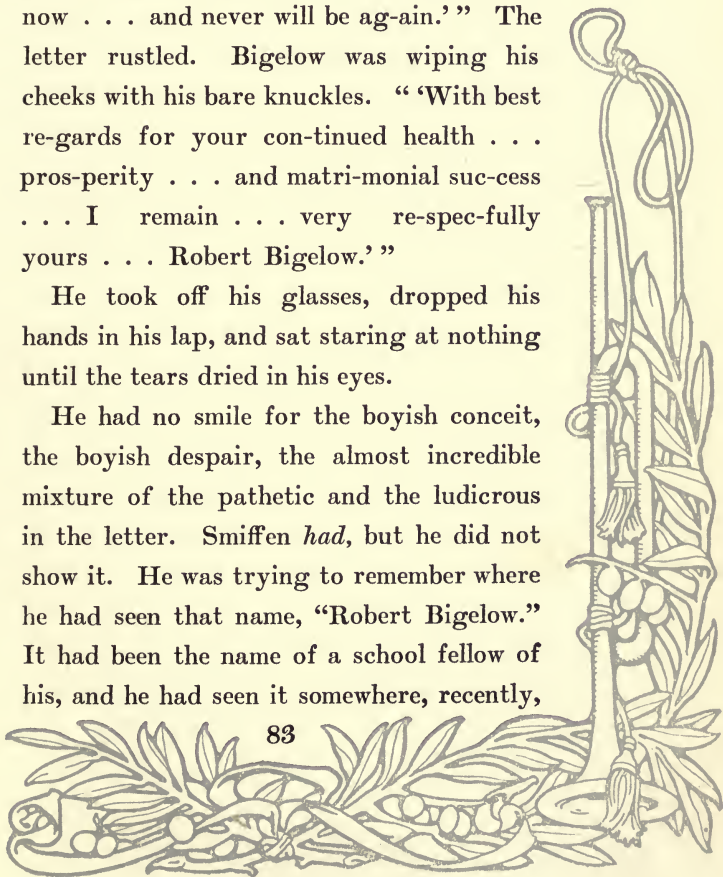 now . . . and never will be ag-ain.’ ” The
letter rustled. Bigelow was wiping his
cheeks with his bare knuckles. “ ‘With best
re-gards for your con-tinued health . . .
pros-perity . . . and matri-monial suc-cess
. . . I remain . . . very re-spec-fully
yours . . . Robert Bigelow.’ ”
He took off his glasses, dropped his
hands in his lap, and sat staring at nothing
until the tears dried in his eyes.
He had no smile for the boyish conceit,
the boyish despair, the almost incredible
mixture of the pathetic and the ludicrous
in the letter. Smiffen had, but he did not
show it. He was trying to remember where
he had seen that name, “Robert Bigelow.”
It had been the name of a school fellow of
his, and he had seen it somewhere, recently,
83